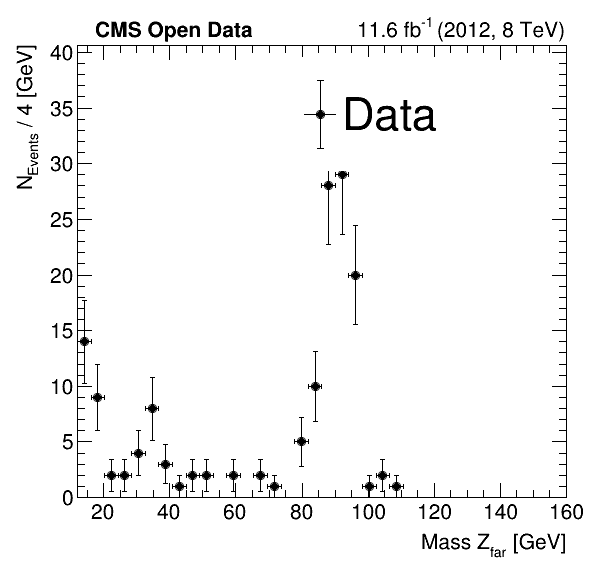 CMS Open Data 11.6 fb-1 (2012, 8 TeV)
NEvents / 4 [GeV]
40
35
30
25
20
15
10
5
0
Data
20 40 60 80 100 120 140 160
Mass Zfar [GeV]